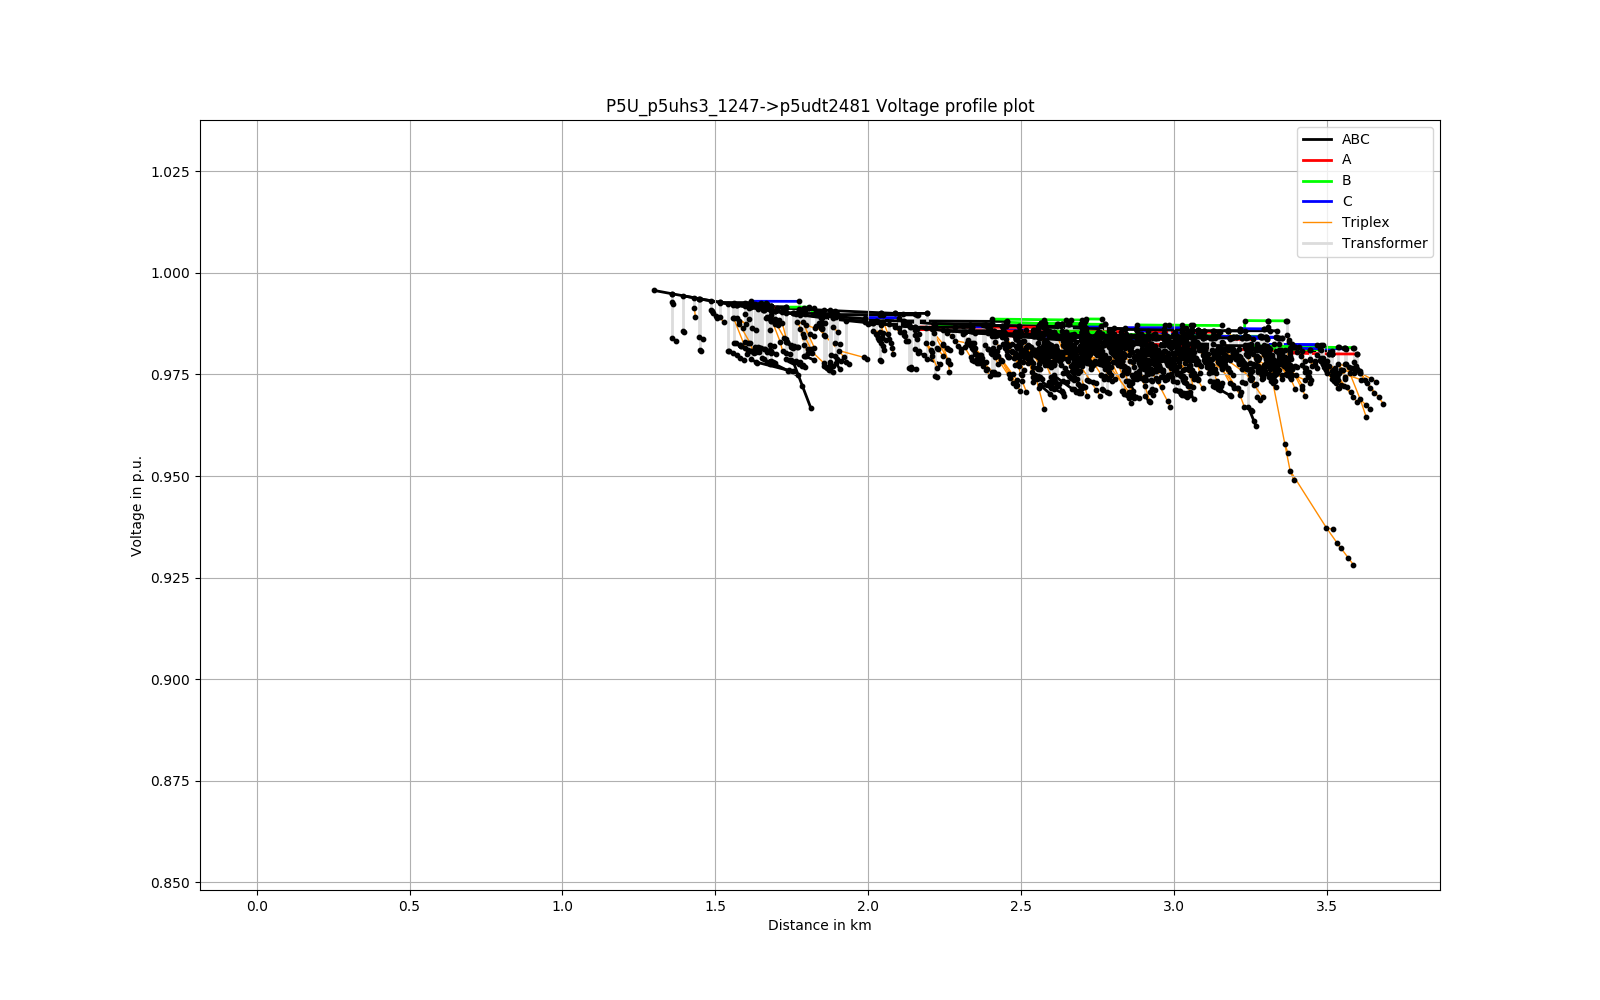 P5U_p5uhs3_1247->p5udt2481 Voltage profile plot
ABC
A
B
C
Triplex
Transformer
1.025
1.000
0.975
0.950
0.925
0.900
0.875
0.850
Voltage in p.u.
0.0 0.5 1.0 1.5 2.0 2.5 3.0 3.5
Distance in km